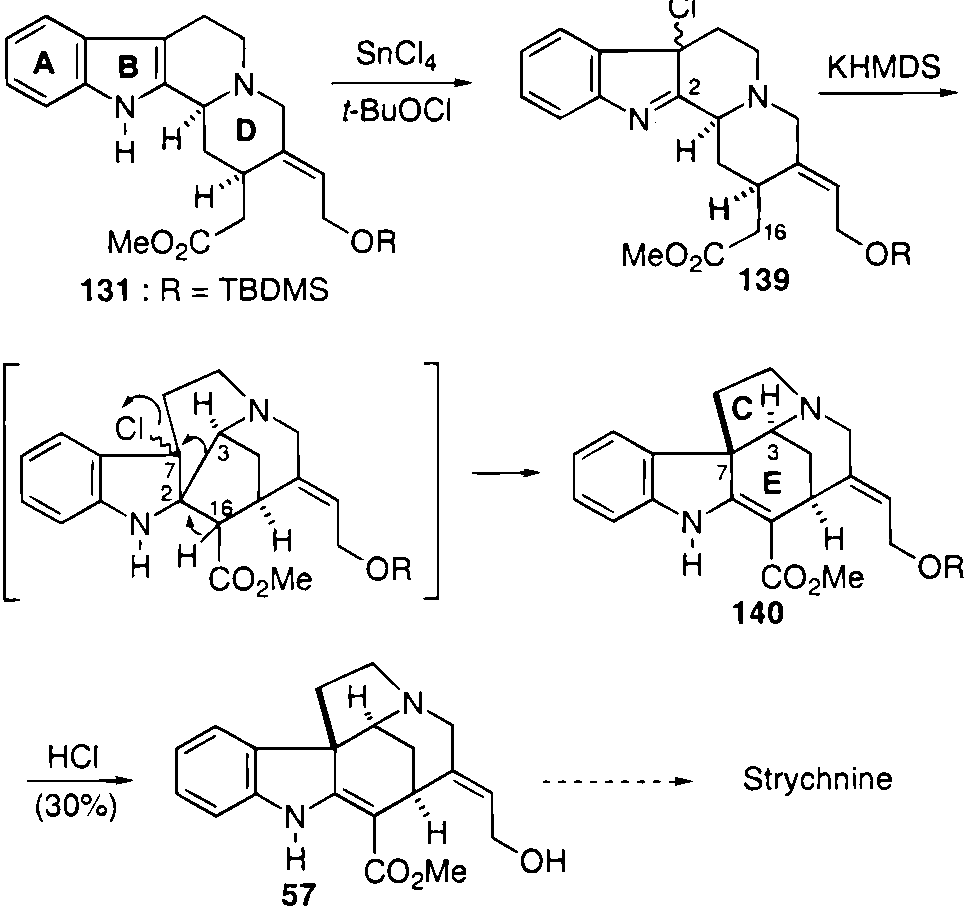 A B N H H D H MeO₂C OR
131 : R = TBDMS
SnCl₄
t-BuOCl
Cl 2 N N H H 16 MeO₂C OR
139
KHMDS
Cl H N 7 3 2 16 N H H H CO₂Me OR
C H N 3 7 E N H H CO₂Me OR
140
HCl
(30%)
H N N H H CO₂Me OH
57
Strychnine